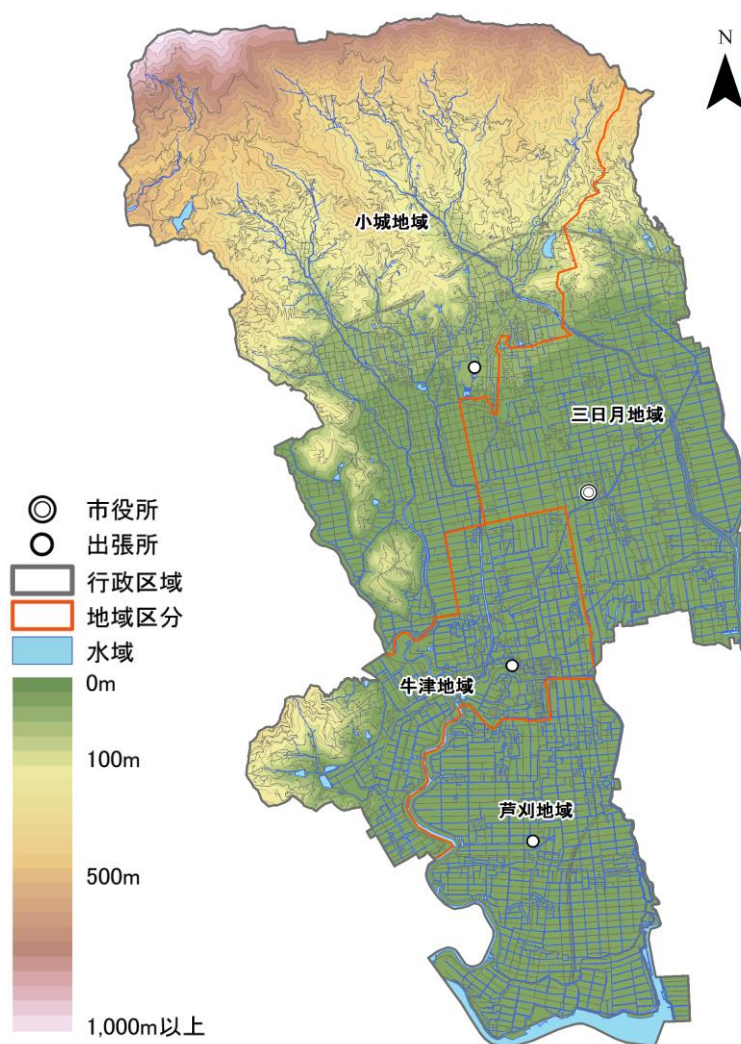 N
小城地域
三日月地域
牛津地域
芦刈地域
市役所
出張所
行政区域
地域区分
水域
0m
100m
500m
1,000m以上